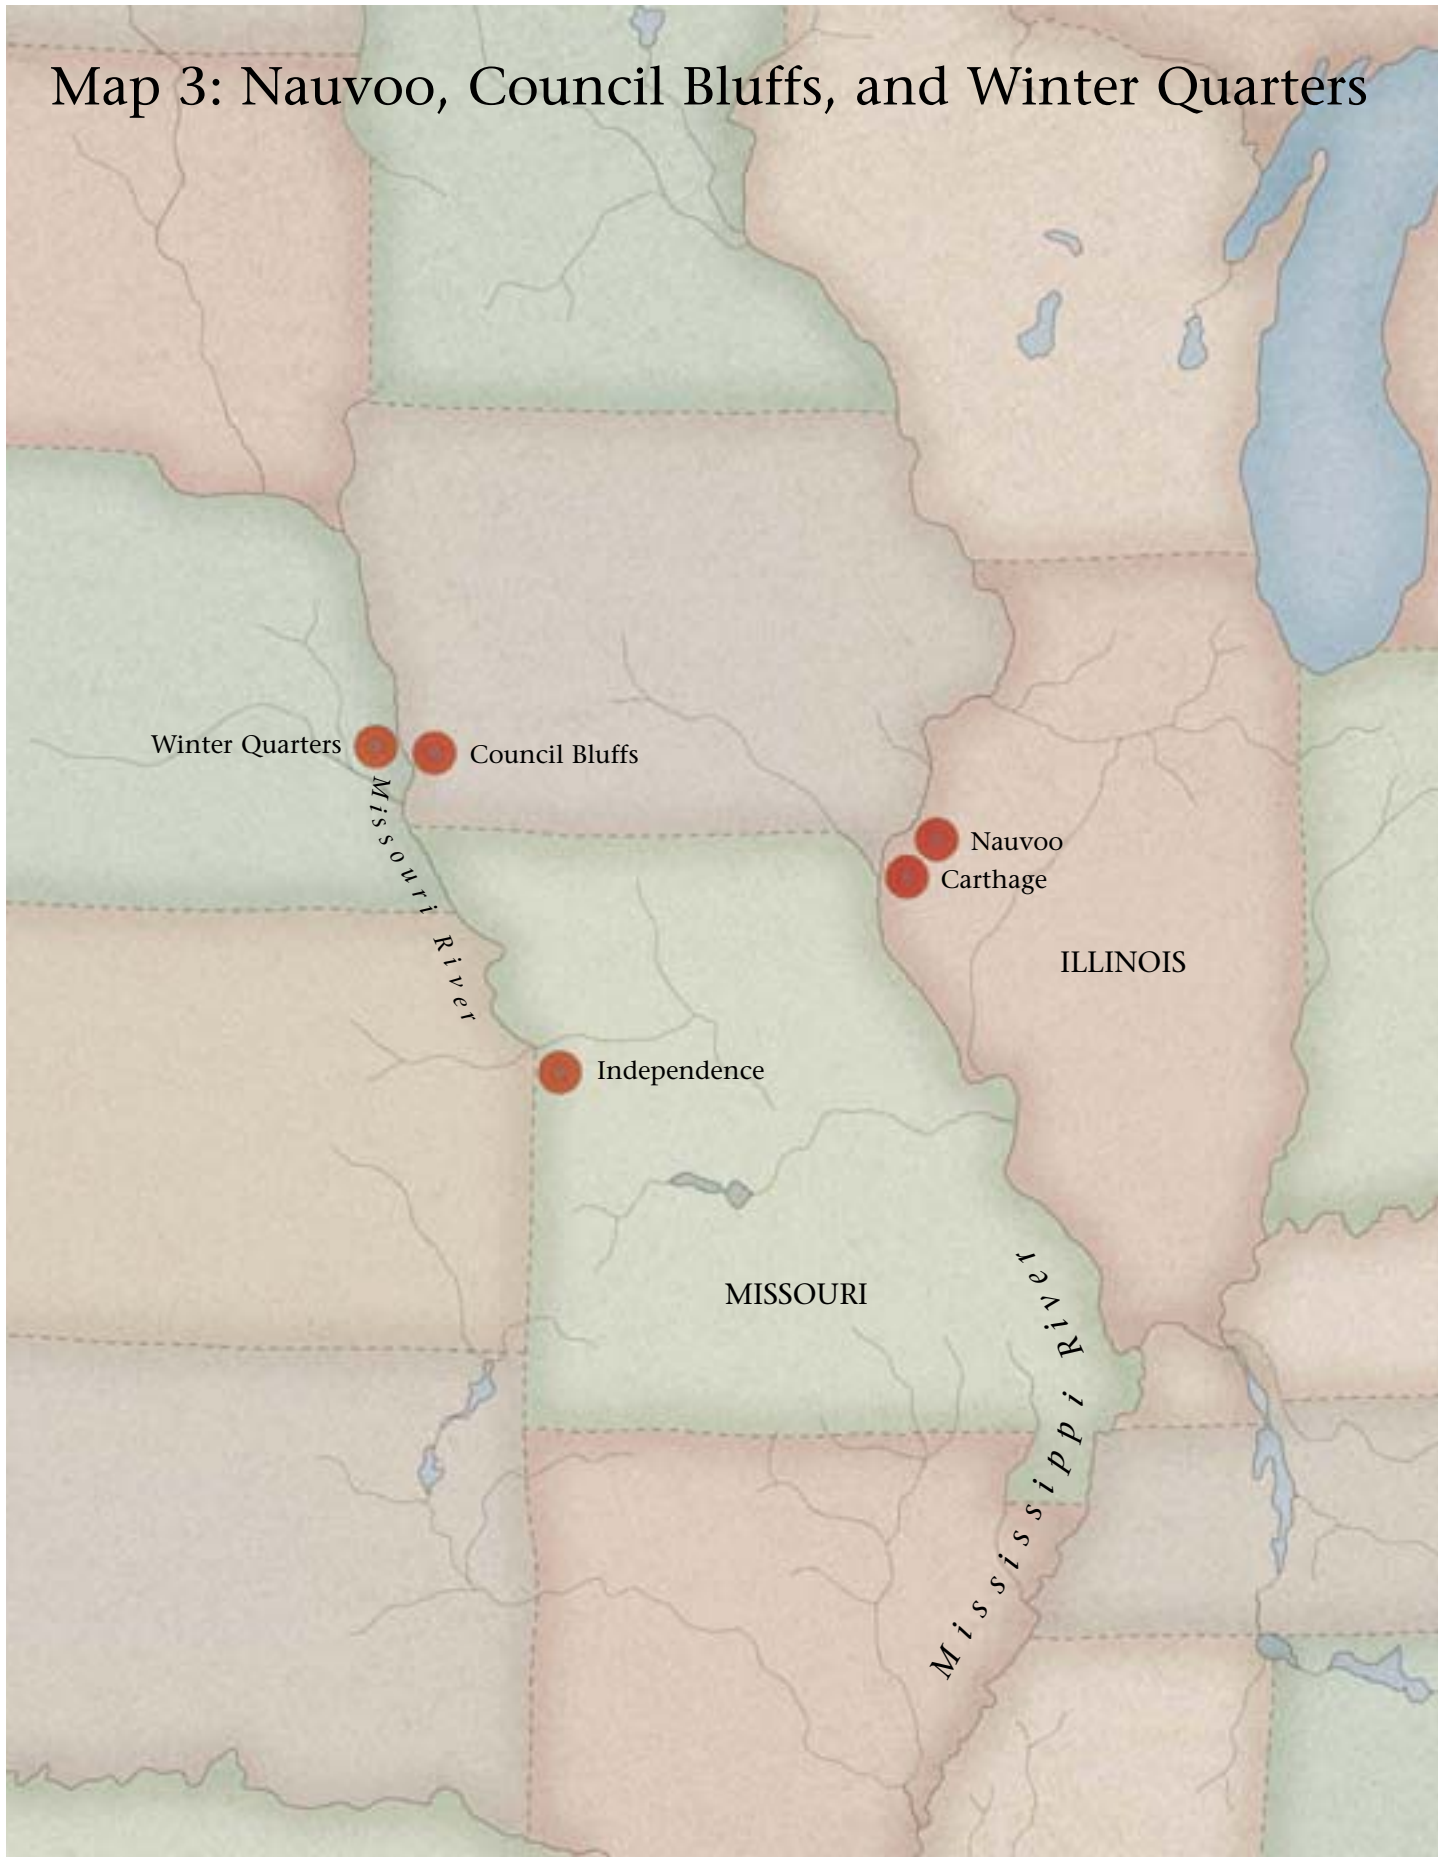 Map 3: Nauvoo, Council Bluffs, and Winter Quarters
Winter Quarters
Council Bluffs
Missouri River
Nauvoo
Carthage
ILLINOIS
Independence
MISSOURI
Mississippi River